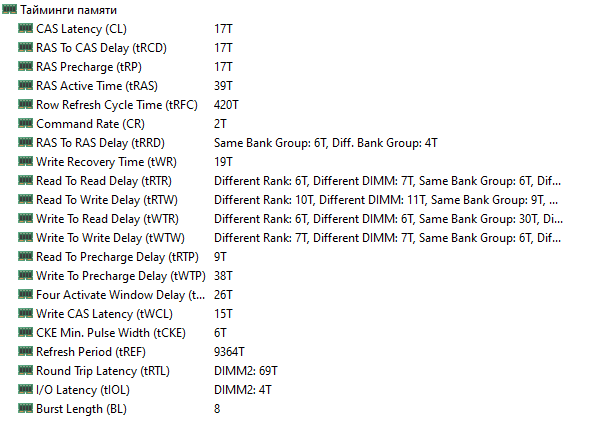 Тайминги памяти
CAS Latency (CL) 17T
RAS To CAS Delay (tRCD) 17T
RAS Precharge (tRP) 17T
RAS Active Time (tRAS) 39T
Row Refresh Cycle Time (tRFC) 420T
Command Rate (CR) 2T
RAS To RAS Delay (tRRD) Same Bank Group: 6T, Diff. Bank Group: 4T
Write Recovery Time (tWR) 19T
Read To Read Delay (tRTR) Different Rank: 6T, Different DIMM: 7T, Same Bank Group: 6T, Dif...
Read To Write Delay (tRTW) Different Rank: 10T, Different DIMM: 11T, Same Bank Group: 9T, ...
Write To Read Delay (tWTR) Different Rank: 6T, Different DIMM: 6T, Same Bank Group: 30T, Di...
Write To Write Delay (tWTW) Different Rank: 7T, Different DIMM: 7T, Same Bank Group: 6T, Dif...
Read To Precharge Delay (tRTP) 9T
Write To Precharge Delay (tWTP) 38T
Four Activate Window Delay (t... 26T
Write CAS Latency (tWCL) 15T
CKE Min. Pulse Width (tCKE) 6T
Refresh Period (tREF) 9364T
Round Trip Latency (tRTL) DIMM2: 69T
I/O Latency (tIOL) DIMM2: 4T
Burst Length (BL) 8